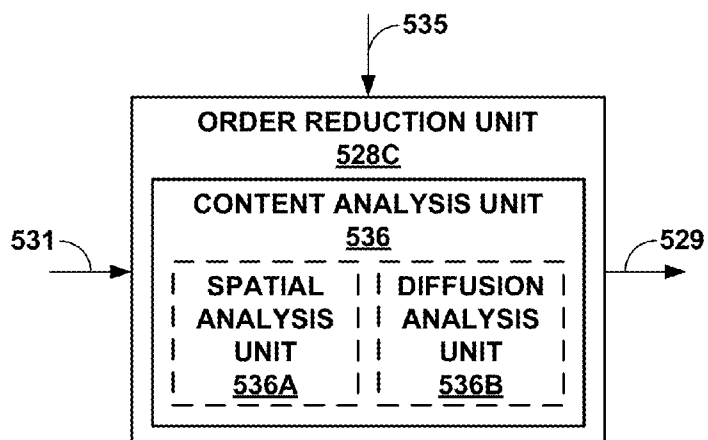 535
ORDER REDUCTION UNIT
528C
CONTENT ANALYSIS UNIT
536
531
529
SPATIAL
ANALYSIS
UNIT
536A
DIFFUSION
ANALYSIS
UNIT
536B